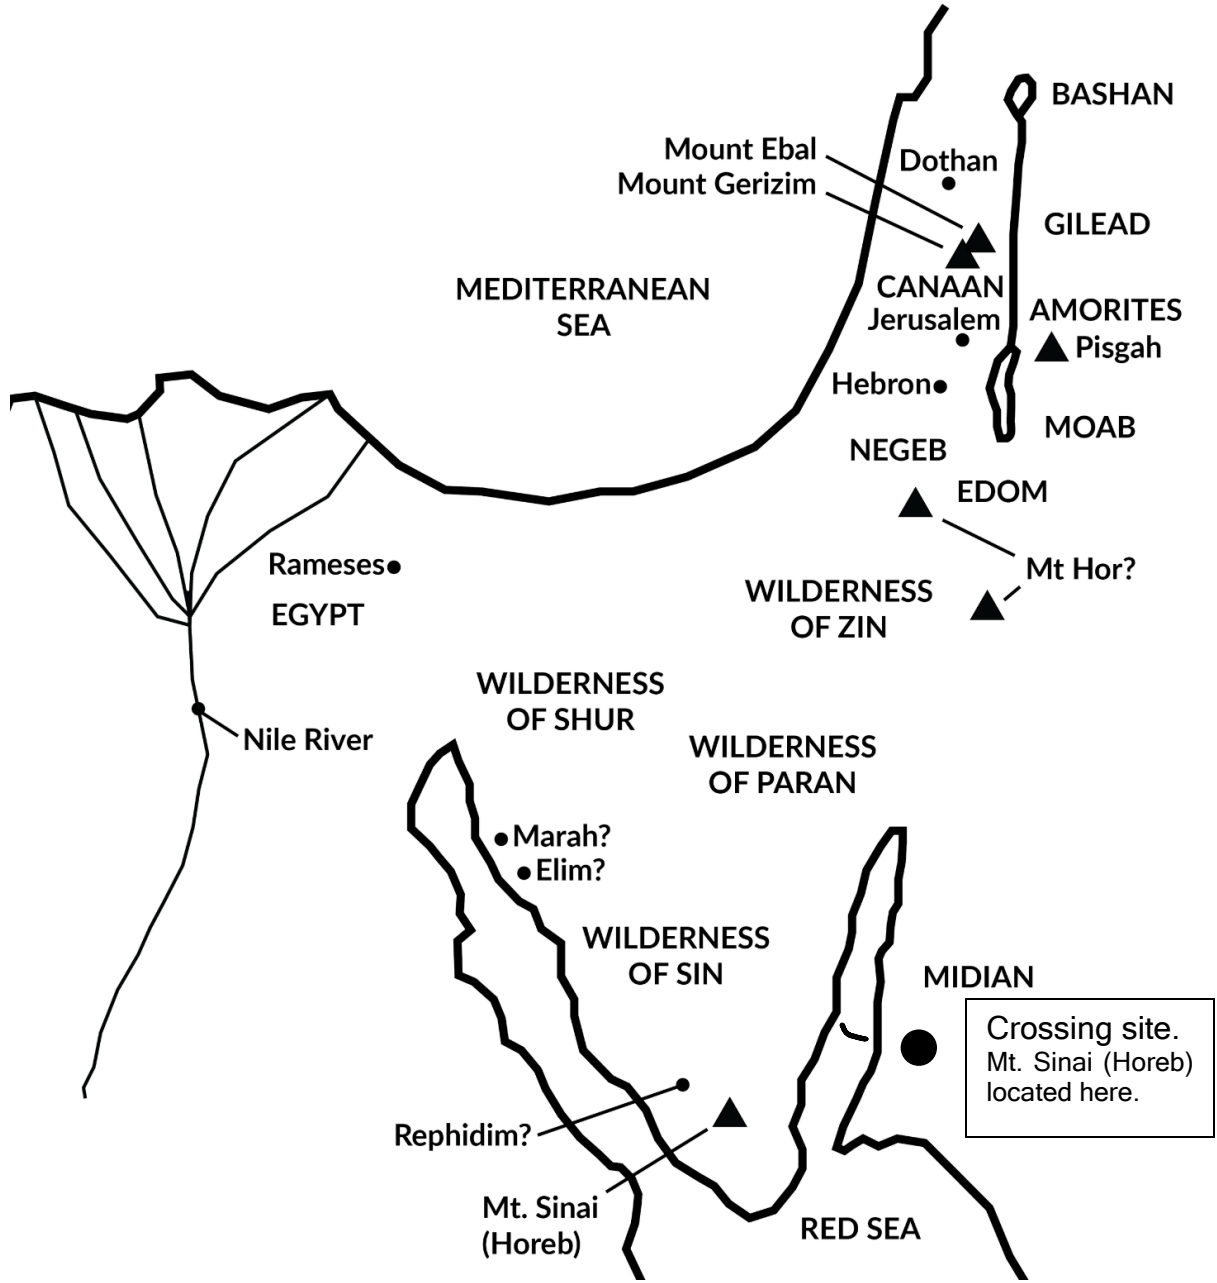 BASHAN
Mount Ebal
Dothan
Mount Gerizim
GILEAD
MEDITERRANEAN
SEA
CANAAN
Jerusalem
AMORITES
Pisgah
Hebron
MOAB
NEGEB
EDOM
Rameses
EGYPT
Mt Hor?
WILDERNESS
OF ZIN
WILDERNESS
OF SHUR
Nile River
WILDERNESS
OF PARAN
Marah?
Elim?
WILDERNESS
OF SIN
MIDIAN
Crossing site.
Mt. Sinai (Horeb)
located here.
Rephidim?
Mt. Sinai
(Horeb)
RED SEA